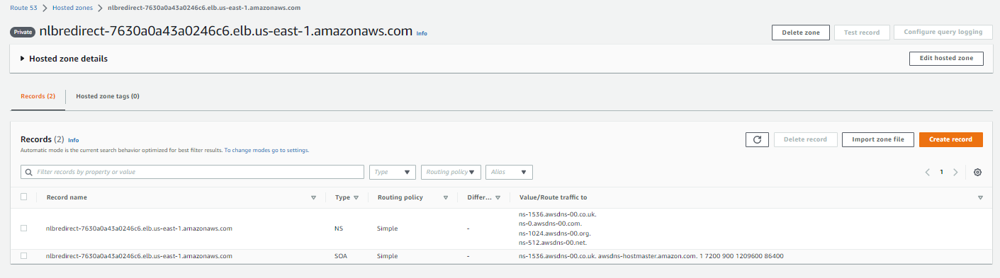 Route 53 > Hosted zones > nlbredirect-7630a0a43a0246c6.elb.us-east-1.amazonaws.com
Private nlbredirect-7630a0a43a0246c6.elb.us-east-1.amazonaws.com Info
Delete zone Test record Configure query logging
Hosted zone details Edit hosted zone
Records (2) Hosted zone tags (0)
Records (2) Info
Automatic mode is the current search behavior optimized for best filter results. To change modes go to settings.
Delete record Import zone file Create record
Filter records by property or value Type Routing policy Alias 1
Record name Type Routing policy Differ... Value/Route traffic to
nlbredirect-7630a0a43a0246c6.elb.us-east-1.amazonaws.com NS Simple -
ns-1536.awsdns-00.co.uk.
ns-0.awsdns-00.com.
ns-1024.awsdns-00.org.
ns-512.awsdns-00.net.
nlbredirect-7630a0a43a0246c6.elb.us-east-1.amazonaws.com SOA Simple - ns-1536.awsdns-00.co.uk. awsdns-hostmaster.amazon.com. 1 7200 900 1209600 86400